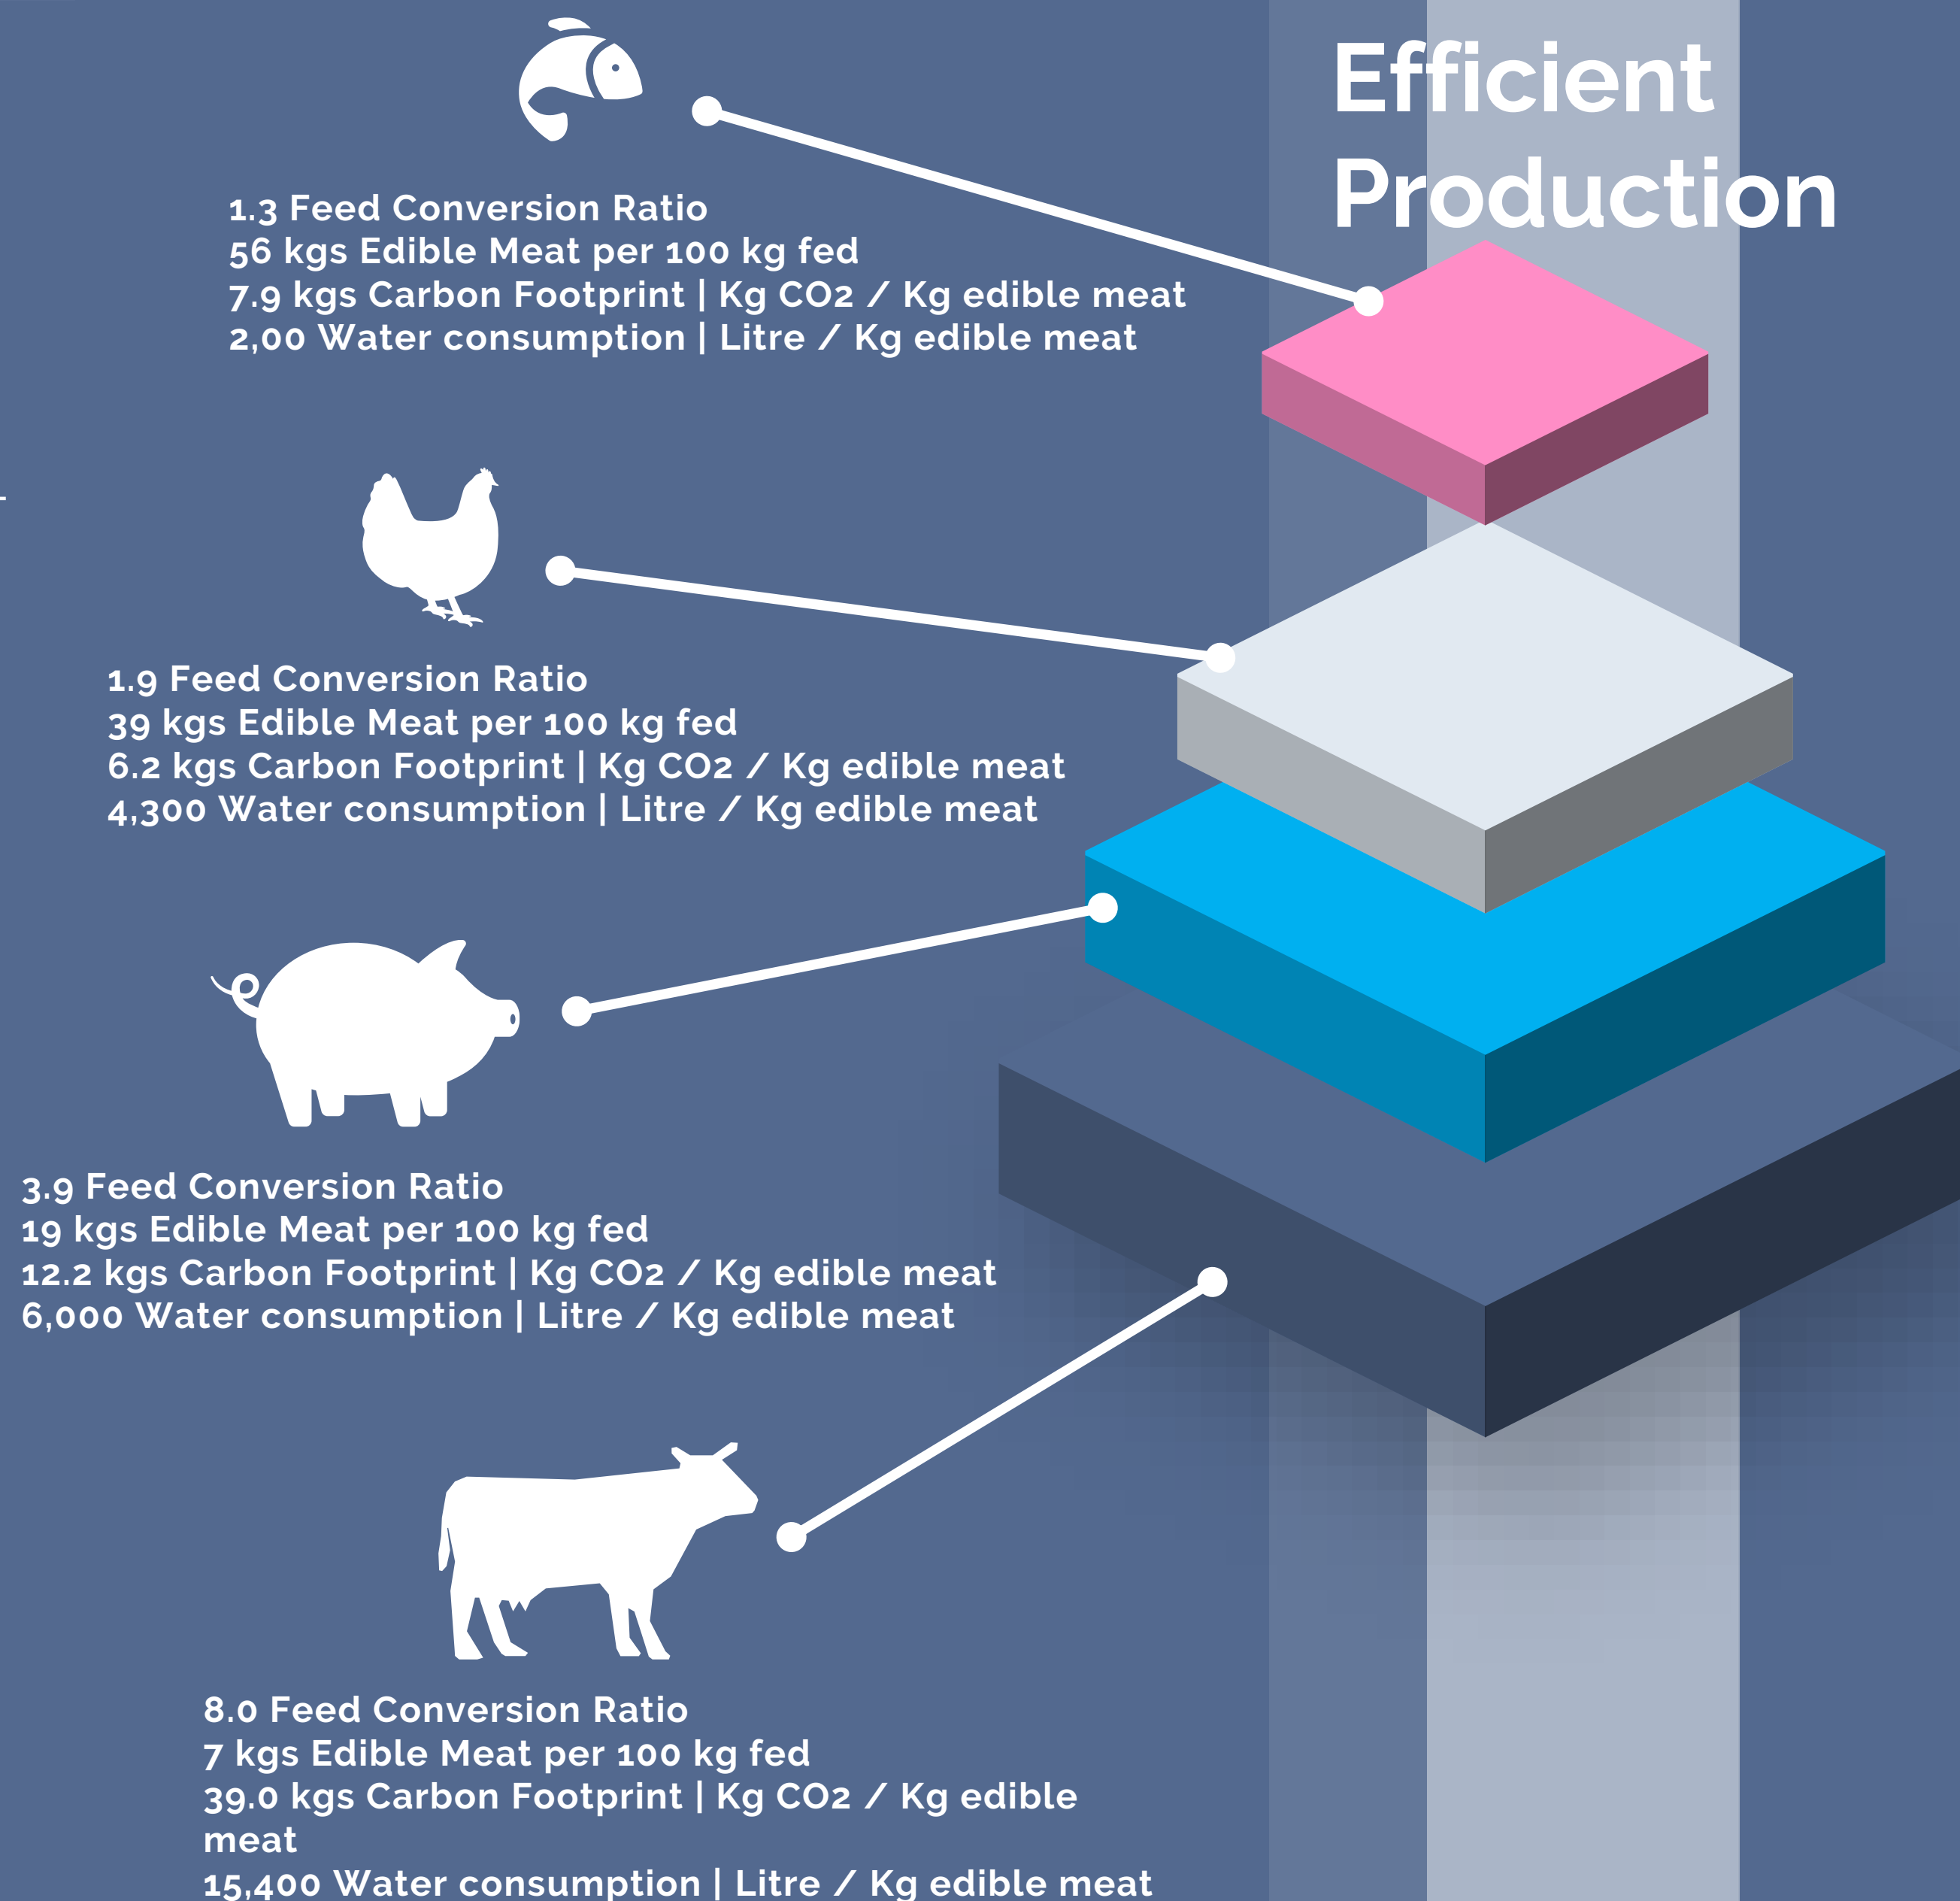 Efficient
Production
1.3 Feed Conversion Ratio
56 kgs Edible Meat per 100 kg fed
7.9 kgs Carbon Footprint | Kg CO2 / Kg edible meat
2,00 Water consumption | Litre / Kg edible meat
1.9 Feed Conversion Ratio
39 kgs Edible Meat per 100 kg fed
6.2 kgs Carbon Footprint | Kg CO2 / Kg edible meat
4,300 Water consumption | Litre / Kg edible meat
3.9 Feed Conversion Ratio
19 kgs Edible Meat per 100 kg fed
12.2 kgs Carbon Footprint | Kg CO2 / Kg edible meat
6,000 Water consumption | Litre / Kg edible meat
8.0 Feed Conversion Ratio
7 kgs Edible Meat per 100 kg fed
39.0 kgs Carbon Footprint | Kg CO2 / Kg edible
meat
15,400 Water consumption | Litre / Kg edible meat